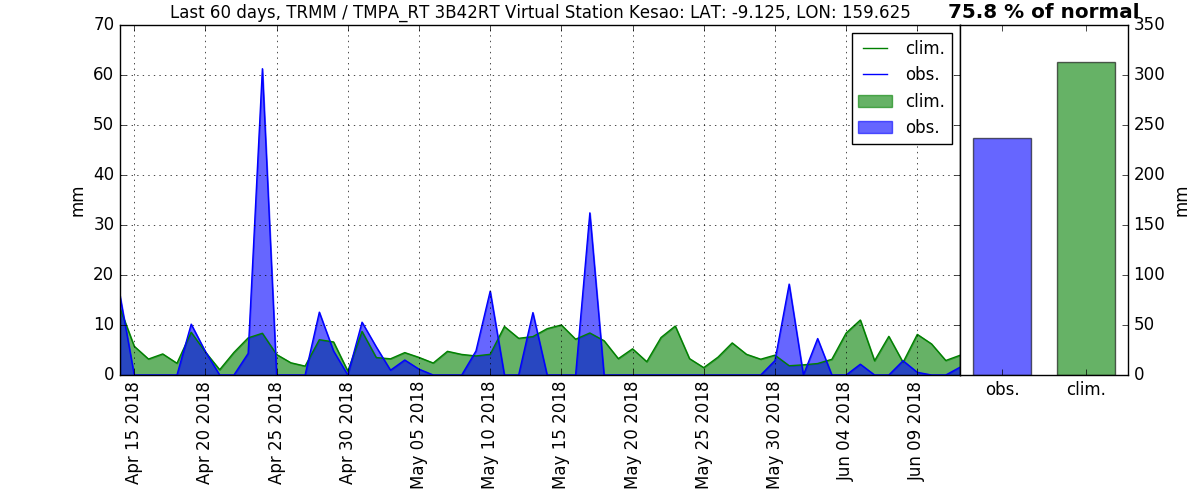 Last 60 days, TRMM / TMPA_RT 3B42RT Virtual Station Kesao: LAT: -9.125, LON: 159.625
75.8 % of normal
70
60
50
40
30
20
10
0
mm
clim.
obs.
clim.
obs.
350
300
250
200
150
100
50
0
mm
Apr 15 2018
Apr 20 2018
Apr 25 2018
Apr 30 2018
May 05 2018
May 10 2018
May 15 2018
May 20 2018
May 25 2018
May 30 2018
Jun 04 2018
Jun 09 2018
obs.
clim.